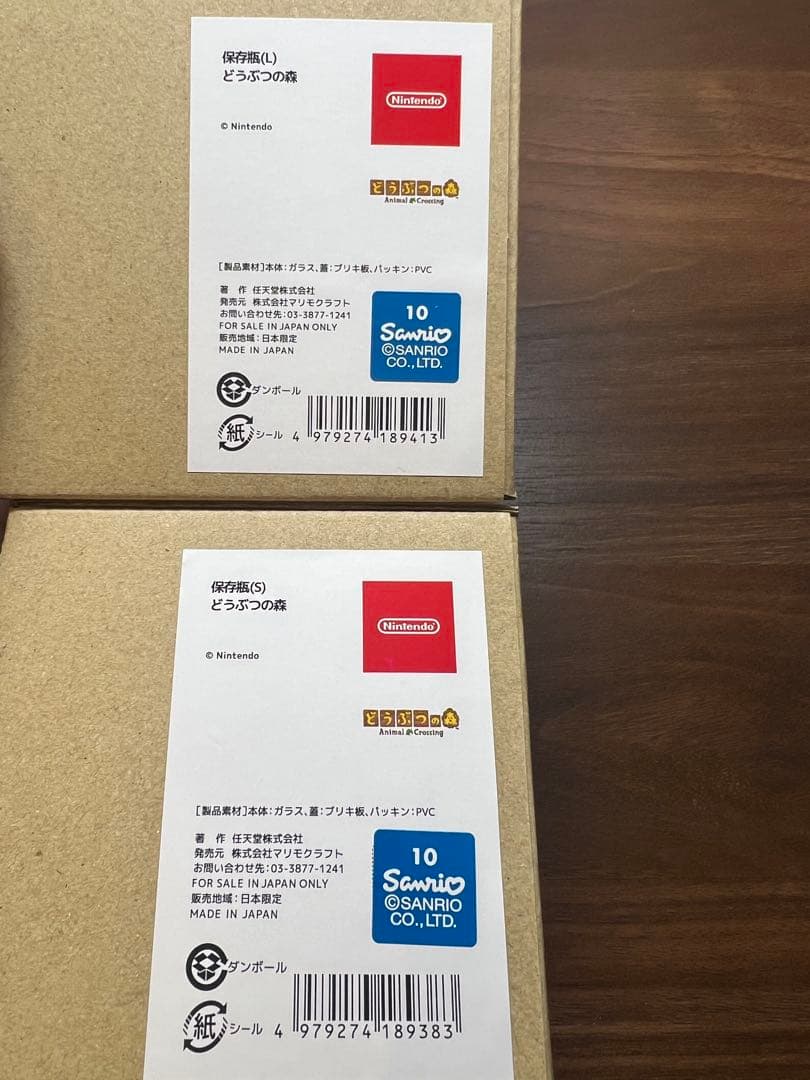 保存瓶(L)
どうぶつの森
Nintendo
© Nintendo
どうぶつの森
Animal Crossing
[製品素材]本体:ガラス、蓋:ブリキ板、パッキン:PVC
著 作 任天堂株式会社
発売元 株式会社マリモクラフト
お問い合わせ先:03-3877-1241
FOR SALE IN JAPAN ONLY
販売地域:日本限定
MADE IN JAPAN
10
Sanrio
©SANRIO
CO.,LTD.
ダンボール
紙 シール
4 979274 189413
保存瓶(S)
どうぶつの森
Nintendo
© Nintendo
どうぶつの森
Animal Crossing
[製品素材]本体:ガラス、蓋:ブリキ板、パッキン:PVC
著 作 任天堂株式会社
発売元 株式会社マリモクラフト
お問い合わせ先:03-3877-1241
FOR SALE IN JAPAN ONLY
販売地域:日本限定
MADE IN JAPAN
10
Sanrio
©SANRIO
CO.,LTD.
ダンボール
紙 シール
4 979274 189383